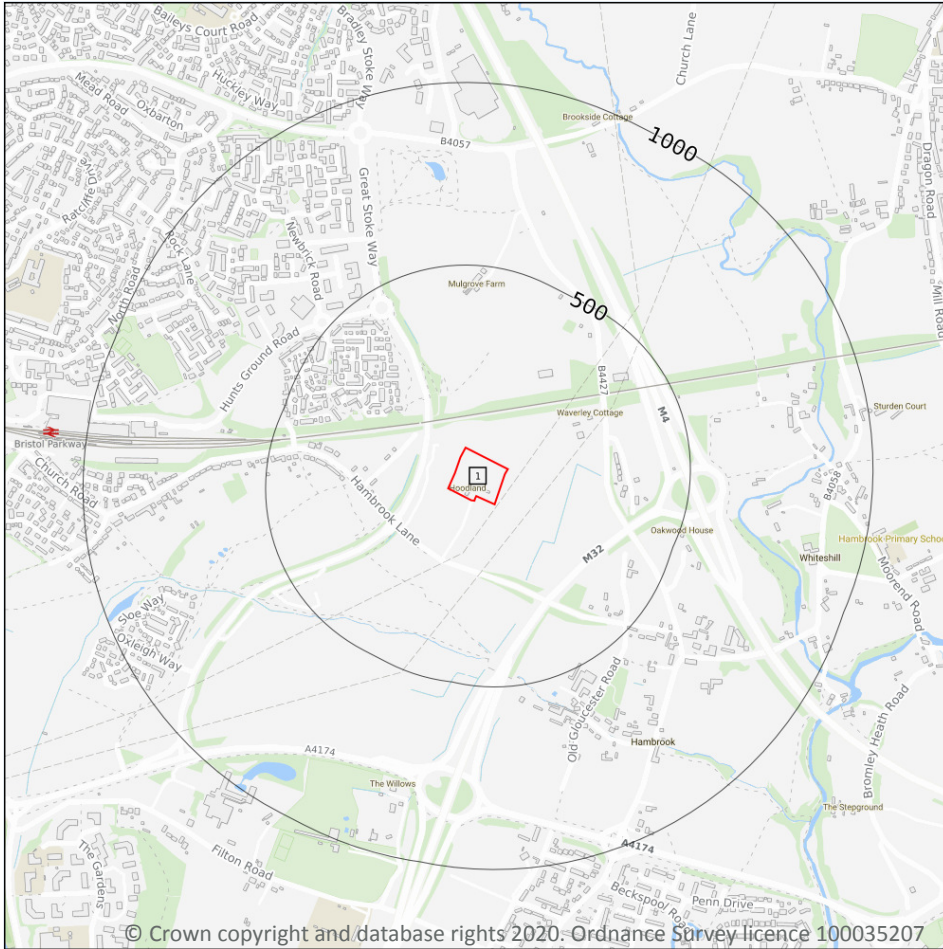 Baileys Court Road
Bradley Stoke Way
Church Lane
Mead Road
Oxbarton
Huckley Way
Brookside Cottage
B4057
1000
Dragon Road
Ratcliffe Drive
Great Stoke Way
Rock Lane
Newbrick Road
North Road
Mulgrove Farm
500
Mill Road
Hunts Ground Road
B4427
Waverley Cottage
M4
Sturden Court
Bristol Parkway
Church Road
1
Hoodland
Hambrook Lane
B4058
Oakwood House
Hambrook Primary Schoo
M32
Whiteshill
Moorend Road
Sloe Way
Oxleigh Way
Old Gloucester Road
Bromley Heath Road
Hambrook
A4174
The Willows
The Stepground
The Gardens
Filton Road
A4174
Beckspool Ro
Penn Drive
© Crown copyright and database rights 2020. Ordnance Survey licence 100035207